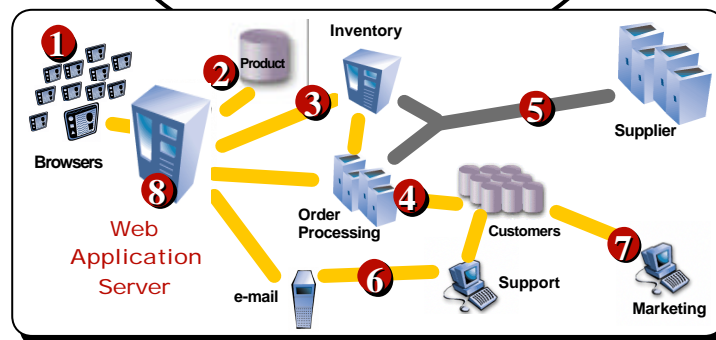 1
Inventory
2
Product
3
5
Supplier
Browsers
8
4
Order
Processing
Customers
Web
Application
Server
7
e-mail
6
Support
Marketing